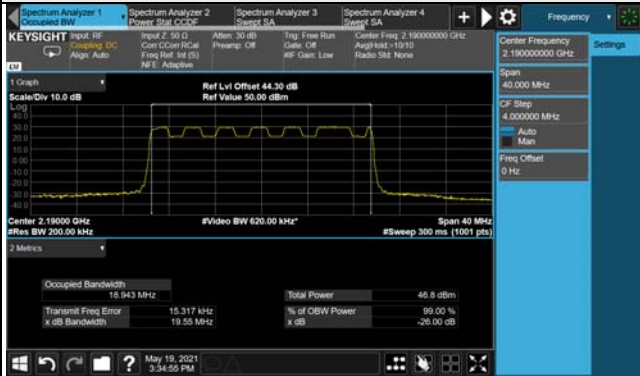 Spectrum Analyzer 1
Occupied BW
Spectrum Analyzer 2
Power Stat CCDF
Spectrum Analyzer 3
Swept SA
Spectrum Analyzer 4
Swept SA
+
Frequency
KEYSIGHT
Input: RF
Coupling: DC
Align: Auto
Input Z: 50 Ω
Corr CCorr RCal
Freq Ref: Int (S)
NFE: Adaptive
Atten: 30 dB
Preamp: Off
Trig: Free Run
Gate: Off
#IF Gain: Low
Center Freq: 2.190000000 GHz
Avg|Hold:>10/10
Radio Std: None
LXI
Center Frequency
2.190000000 GHz
Settings
Span
40.000 MHz
CF Step
4.000000 MHz
Auto
Man
Freq Offset
0 Hz
1 Graph
Scale/Div 10.0 dB
Ref Lvl Offset 44.30 dB
Ref Value 50.00 dBm
Log
40.0
30.0
20.0
10.0
0.00
-10.0
-20.0
-30.0
-40.0
Center 2.19000 GHz
#Video BW 620.00 kHz*
Span 40 MHz
#Res BW 200.00 kHz
#Sweep 300 ms (1001 pts)
2 Metrics
Occupied Bandwidth
18.943 MHz
Total Power
46.8 dBm
Transmit Freq Error
15.317 kHz
% of OBW Power
99.00 %
x dB Bandwidth
19.55 MHz
x dB
-26.00 dB
?
May 19, 2021
3:34:55 PM